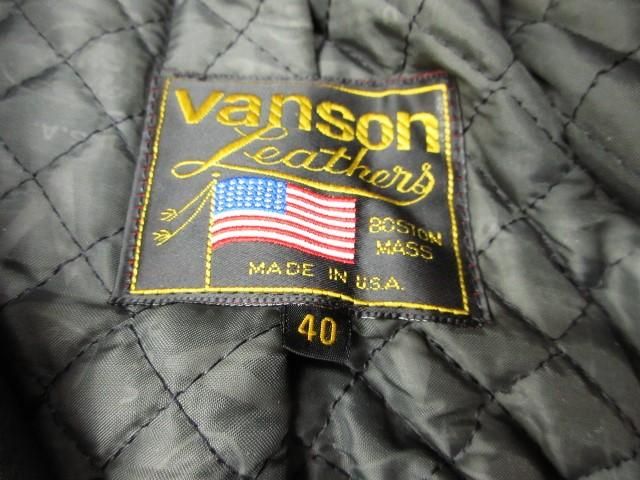 vanson
Leathers
BOSTON
MASS
MADE IN U.S.A.
40